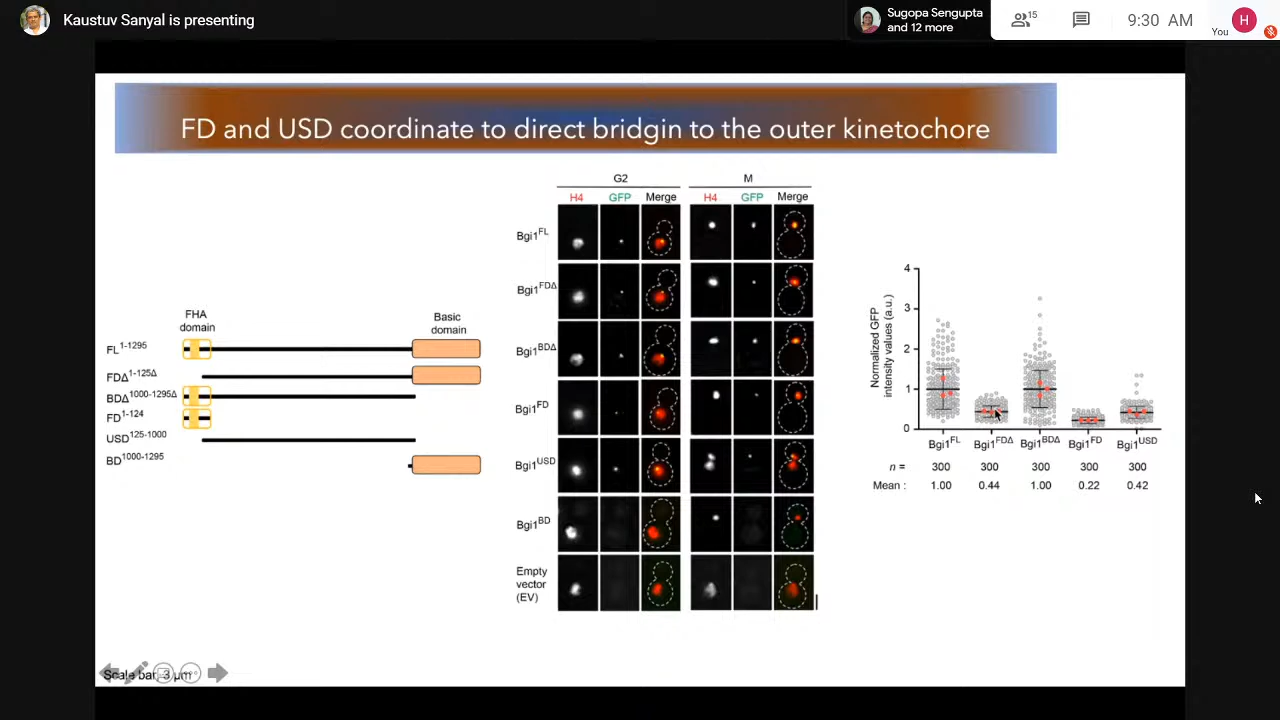 Kaustuv Sanyal is presenting
Sugopa Sengupta
and 12 more
15
9:30 AM
You
H
FD and USD coordinate to direct bridgin to the outer kinetochore
FHA
domain
Basic
domain
FL1-1295
FDΔ1-125Δ
BDΔ1000-1295Δ
FD1-124
USD125-1000
BD1000-1295
G2
M
H4 GFP Merge
H4 GFP Merge
Bgi1FL
Bgi1FDΔ
Bgi1BDΔ
Bgi1FD
Bgi1USD
Bgi1BD
Empty
vector
(EV)
Normalized GFP
intensity values (a.u.)
4
3
2
1
0
Bgi1FL Bgi1FDΔ Bgi1BDΔ Bgi1FD Bgi1USD
n = 300 300 300 300 300
Mean : 1.00 0.44 1.00 0.22 0.42
Scale bar, 3 μm